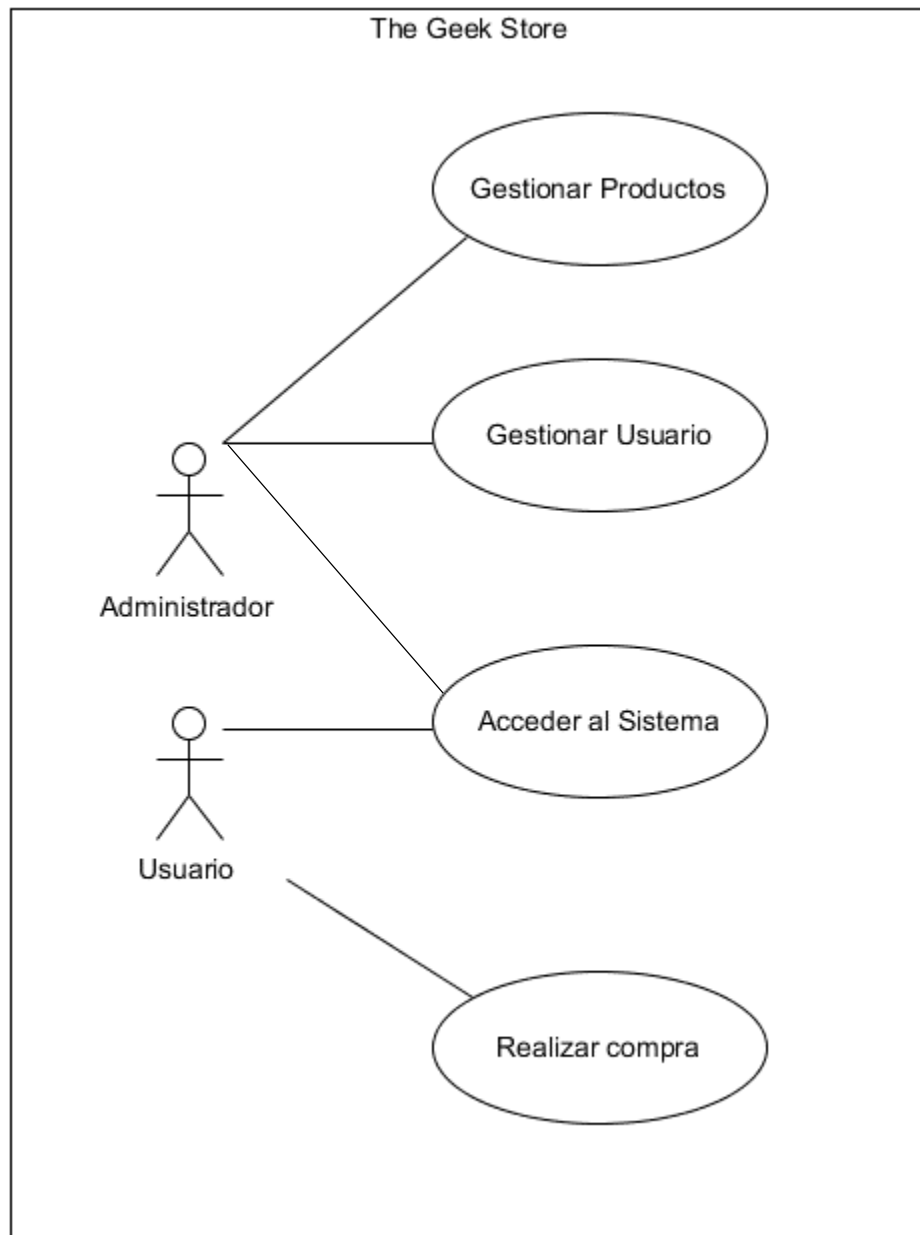 The Geek Store
Gestionar Productos
Gestionar Usuario
Administrador
Acceder al Sistema
Usuario
Realizar compra